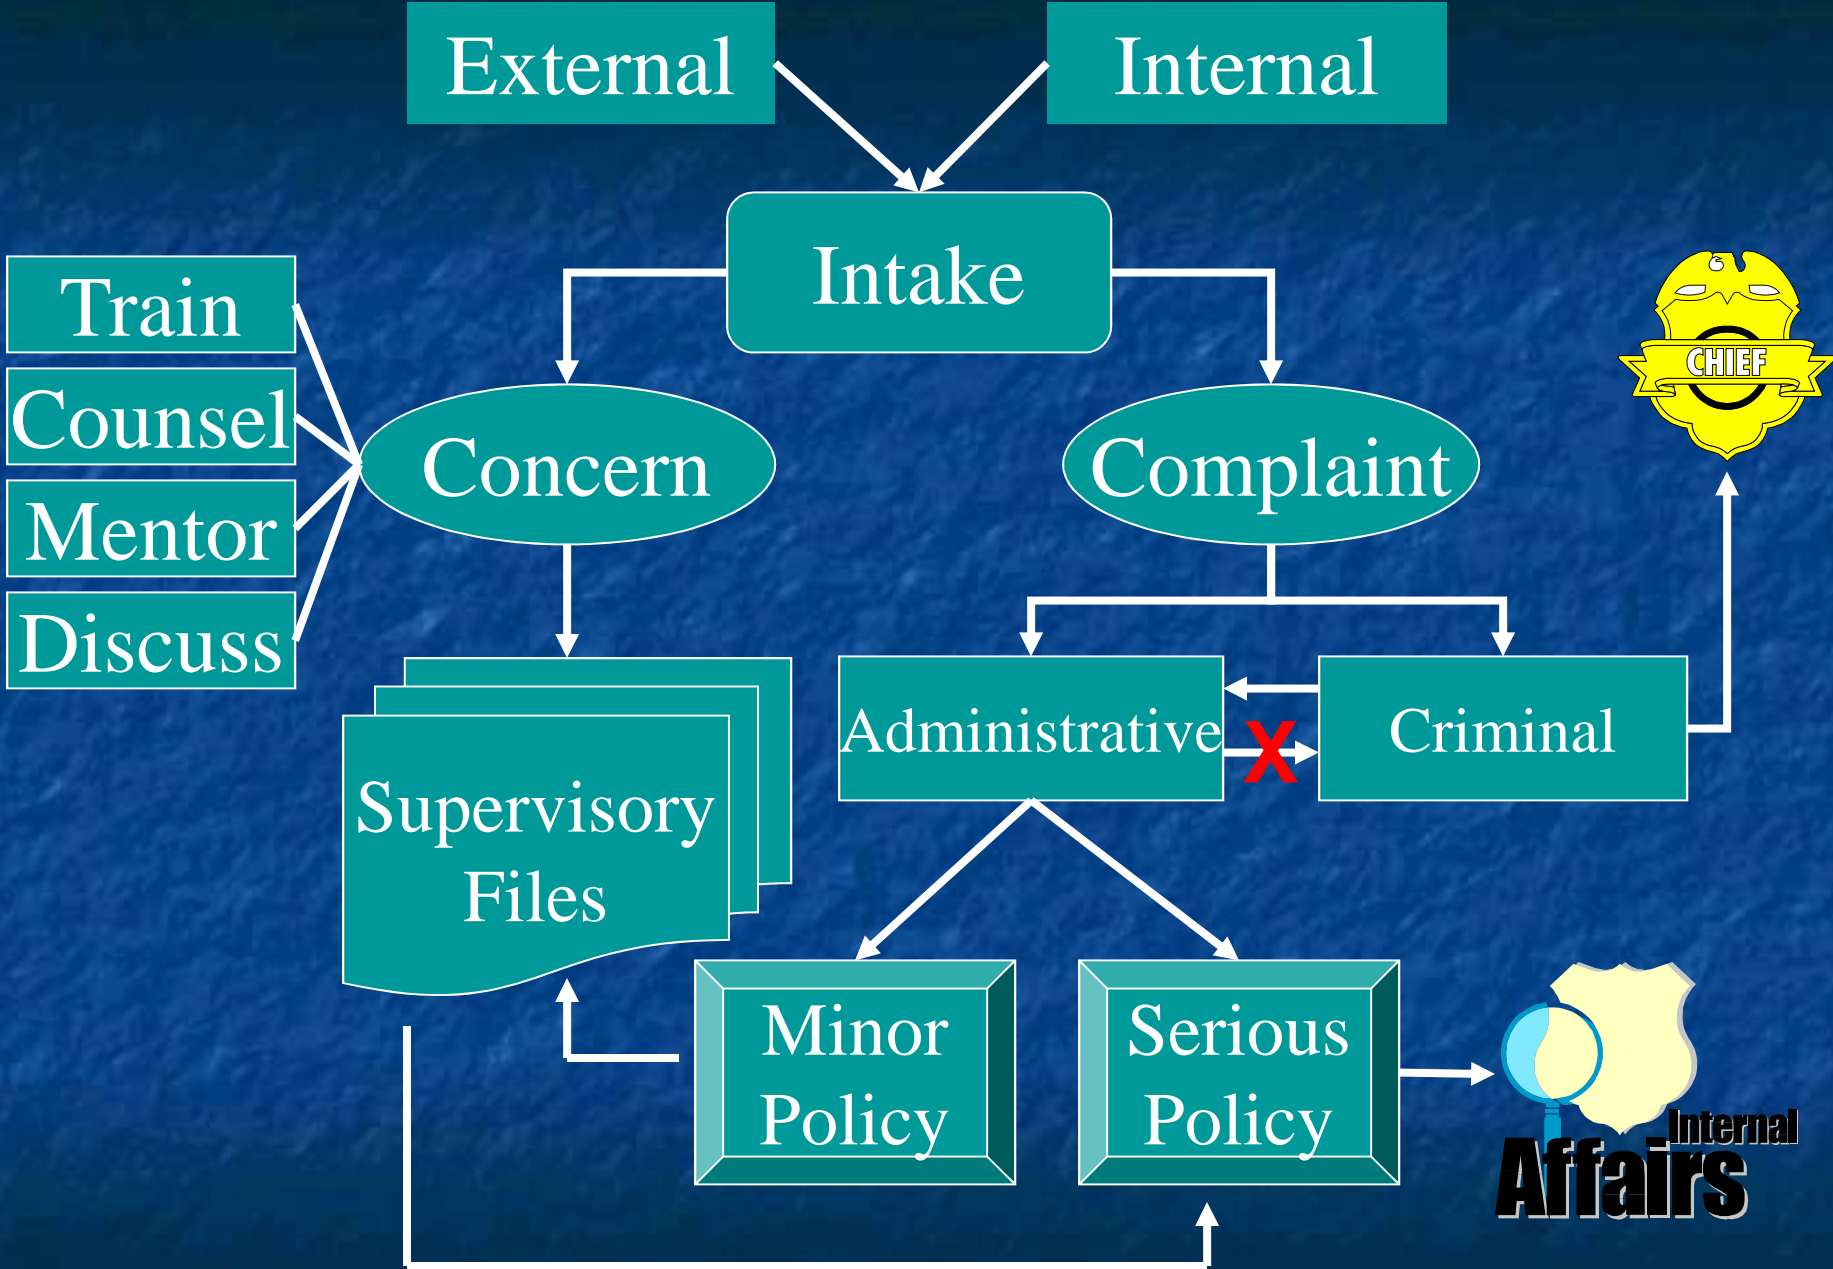 External
Internal
Intake
Train
Counsel
Mentor
Discuss
Concern
Complaint
CHIEF
Supervisory
Files
Administrative
X
Criminal
Minor
Policy
Serious
Policy
Internal
Affairs